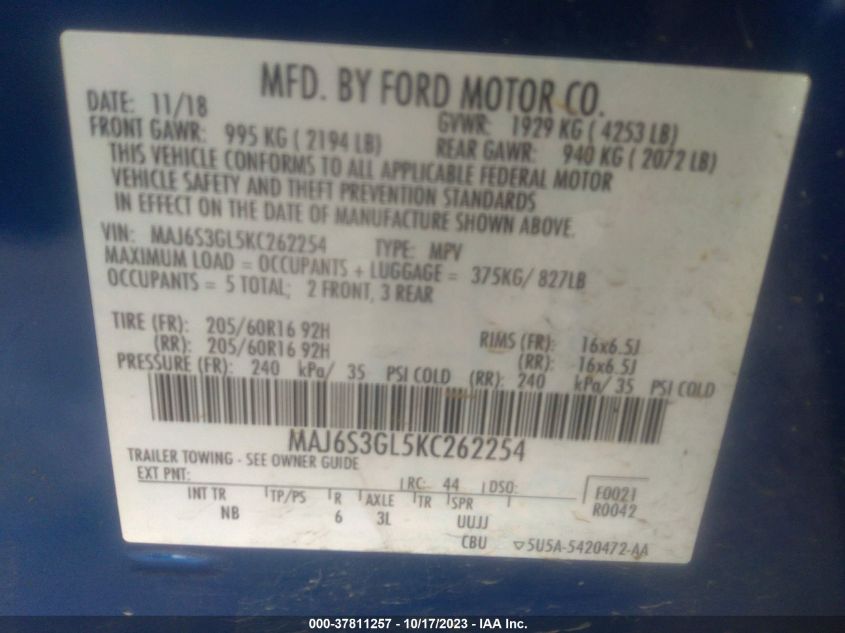 MFD. BY FORD MOTOR CO.
DATE: 11/18 GVWR: 1929 KG ( 4253 LB)
FRONT GAWR: 995 KG ( 2194 LB) REAR GAWR: 940 KG ( 2072 LB)
THIS VEHICLE CONFORMS TO ALL APPLICABLE FEDERAL MOTOR
VEHICLE SAFETY AND THEFT PREVENTION STANDARDS
IN EFFECT ON THE DATE OF MANUFACTURE SHOWN ABOVE.
VIN: MAJ6S3GL5KC262254 TYPE: MPV
MAXIMUM LOAD = OCCUPANTS + LUGGAGE = 375KG/ 827LB
OCCUPANTS = 5 TOTAL; 2 FRONT, 3 REAR
TIRE (FR): 205/60R16 92H RIMS (FR): 16x6.5J
(RR): 205/60R16 92H (RR): 16x6.5J
PRESSURE (FR): 240 kPa/ 35 PSI COLD (RR): 240 kPa/ 35 PSI COLD
MAJ6S3GL5KC262254
TRAILER TOWING - SEE OWNER GUIDE
EXT PNT: RC: 44 DSO: F0021
INT TR TP/PS R AXLE TR SPR R0042
NB 6 3L UUJJ
CBU ▽5U5A-5420472-AA
000-37811257 - 10/17/2023 - IAA Inc.